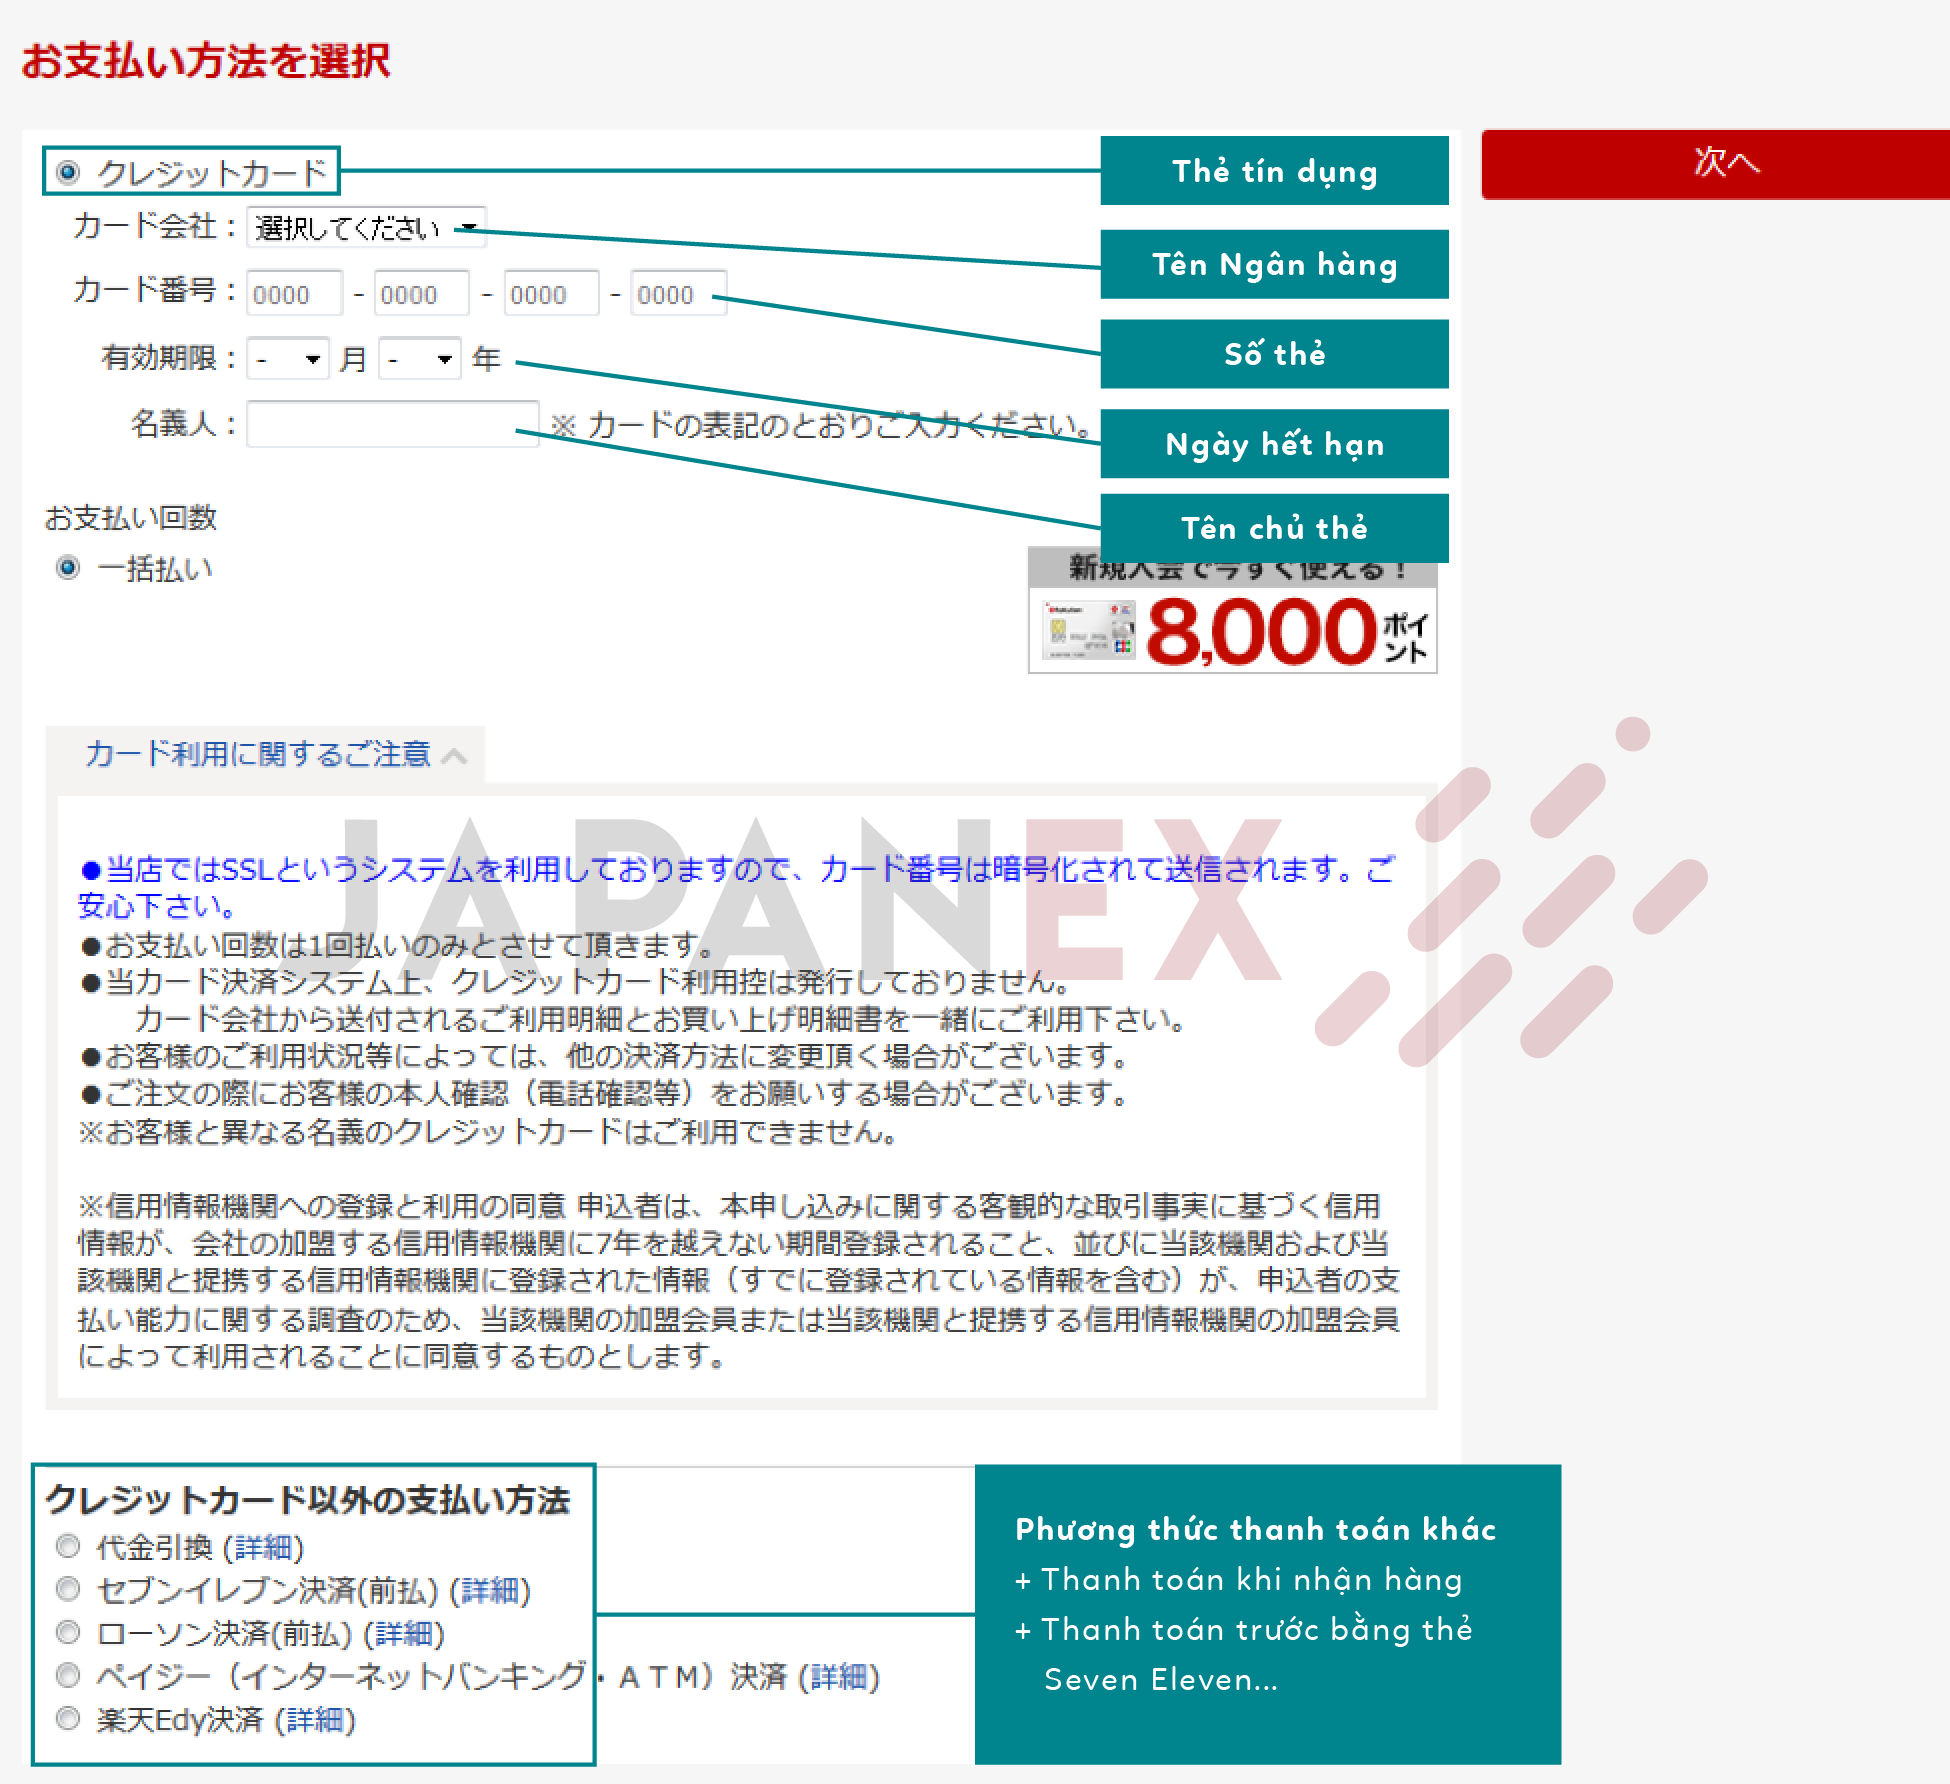 お支払い方法を選択
クレジットカード
Thẻ tín dụng
次へ
カード会社：
選択してください
Tên Ngân hàng
カード番号：
0000 - 0000 - 0000 - 0000
Số thẻ
有効期限：
- 月 - 年
Ngày hết hạn
名義人：
※ カードの表記のとおりご入力ください。
Tên chủ thẻ
お支払い回数
一括払い
新規入会で今すぐ使える！
Rakuten
8,000
ポイ
ント
カード利用に関するご注意
JAPANEX
●当店ではSSLというシステムを利用しておりますので、カード番号は暗号化されて送信されます。ご
安心下さい。
●お支払い回数は1回払いのみとさせて頂きます。
●当カード決済システム上、クレジットカード利用控は発行しておりません。
カード会社から送付されるご利用明細とお買い上げ明細書を一緒にご利用下さい。
●お客様のご利用状況等によっては、他の決済方法に変更頂く場合がございます。
●ご注文の際にお客様の本人確認（電話確認等）をお願いする場合がございます。
※お客様と異なる名義のクレジットカードはご利用できません。
※信用情報機関への登録と利用の同意 申込者は、本申し込みに関する客観的な取引事実に基づく信用
情報が、会社の加盟する信用情報機関に7年を越えない期間登録されること、並びに当該機関および当
該機関と提携する信用情報機関に登録された情報（すでに登録されている情報を含む）が、申込者の支
払い能力に関する調査のため、当該機関の加盟会員または当該機関と提携する信用情報機関の加盟会員
によって利用されることに同意するものとします。
クレジットカード以外の支払い方法
代金引換 (詳細)
セブンイレブン決済(前払) (詳細)
ローソン決済(前払) (詳細)
ペイジー（インターネットバンキング・ＡＴＭ）決済 (詳細)
楽天Edy決済 (詳細)
Phương thức thanh toán khác
+ Thanh toán khi nhận hàng
+ Thanh toán trước bằng thẻ
Seven Eleven...